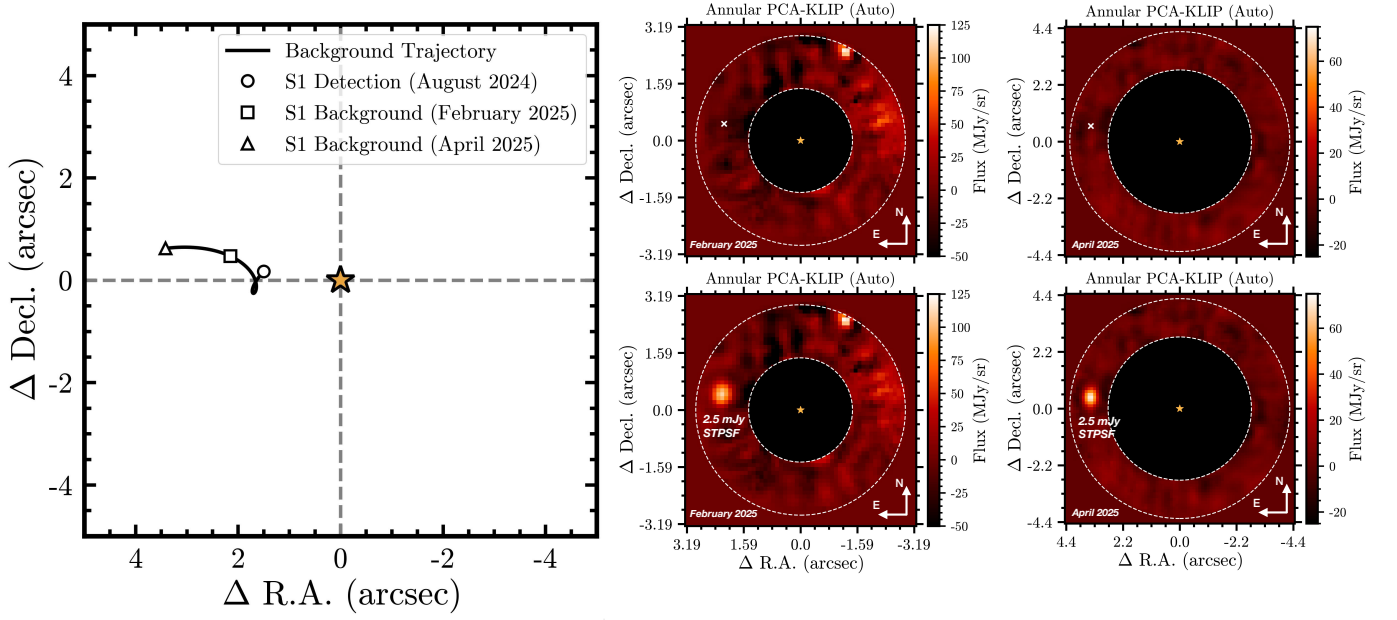 Background Trajectory
S1 Detection (August 2024)
S1 Background (February 2025)
S1 Background (April 2025)
Δ Decl. (arcsec)
4
2
0
-2
-4
4
2
0
-2
-4
Δ R.A. (arcsec)
Annular PCA-KLIP (Auto)
Δ Decl. (arcsec)
3.19
1.59
0.0
-1.59
-3.19
February 2025
N
E
125
100
75
50
25
0
-25
-50
Flux (MJy/sr)
Annular PCA-KLIP (Auto)
Δ Decl. (arcsec)
4.4
2.2
0.0
-2.2
-4.4
April 2025
N
E
60
40
20
0
-20
Flux (MJy/sr)
Annular PCA-KLIP (Auto)
Δ Decl. (arcsec)
3.19
1.59
0.0
-1.59
-3.19
2.5 mJy
STPSF
February 2025
N
E
3.19
1.59
0.0
-1.59
-3.19
Δ R.A. (arcsec)
125
100
75
50
25
0
-25
-50
Flux (MJy/sr)
Annular PCA-KLIP (Auto)
Δ Decl. (arcsec)
4.4
2.2
0.0
-2.2
-4.4
2.5 mJy
STPSF
April 2025
N
E
4.4
2.2
0.0
-2.2
-4.4
Δ R.A. (arcsec)
60
40
20
0
-20
Flux (MJy/sr)